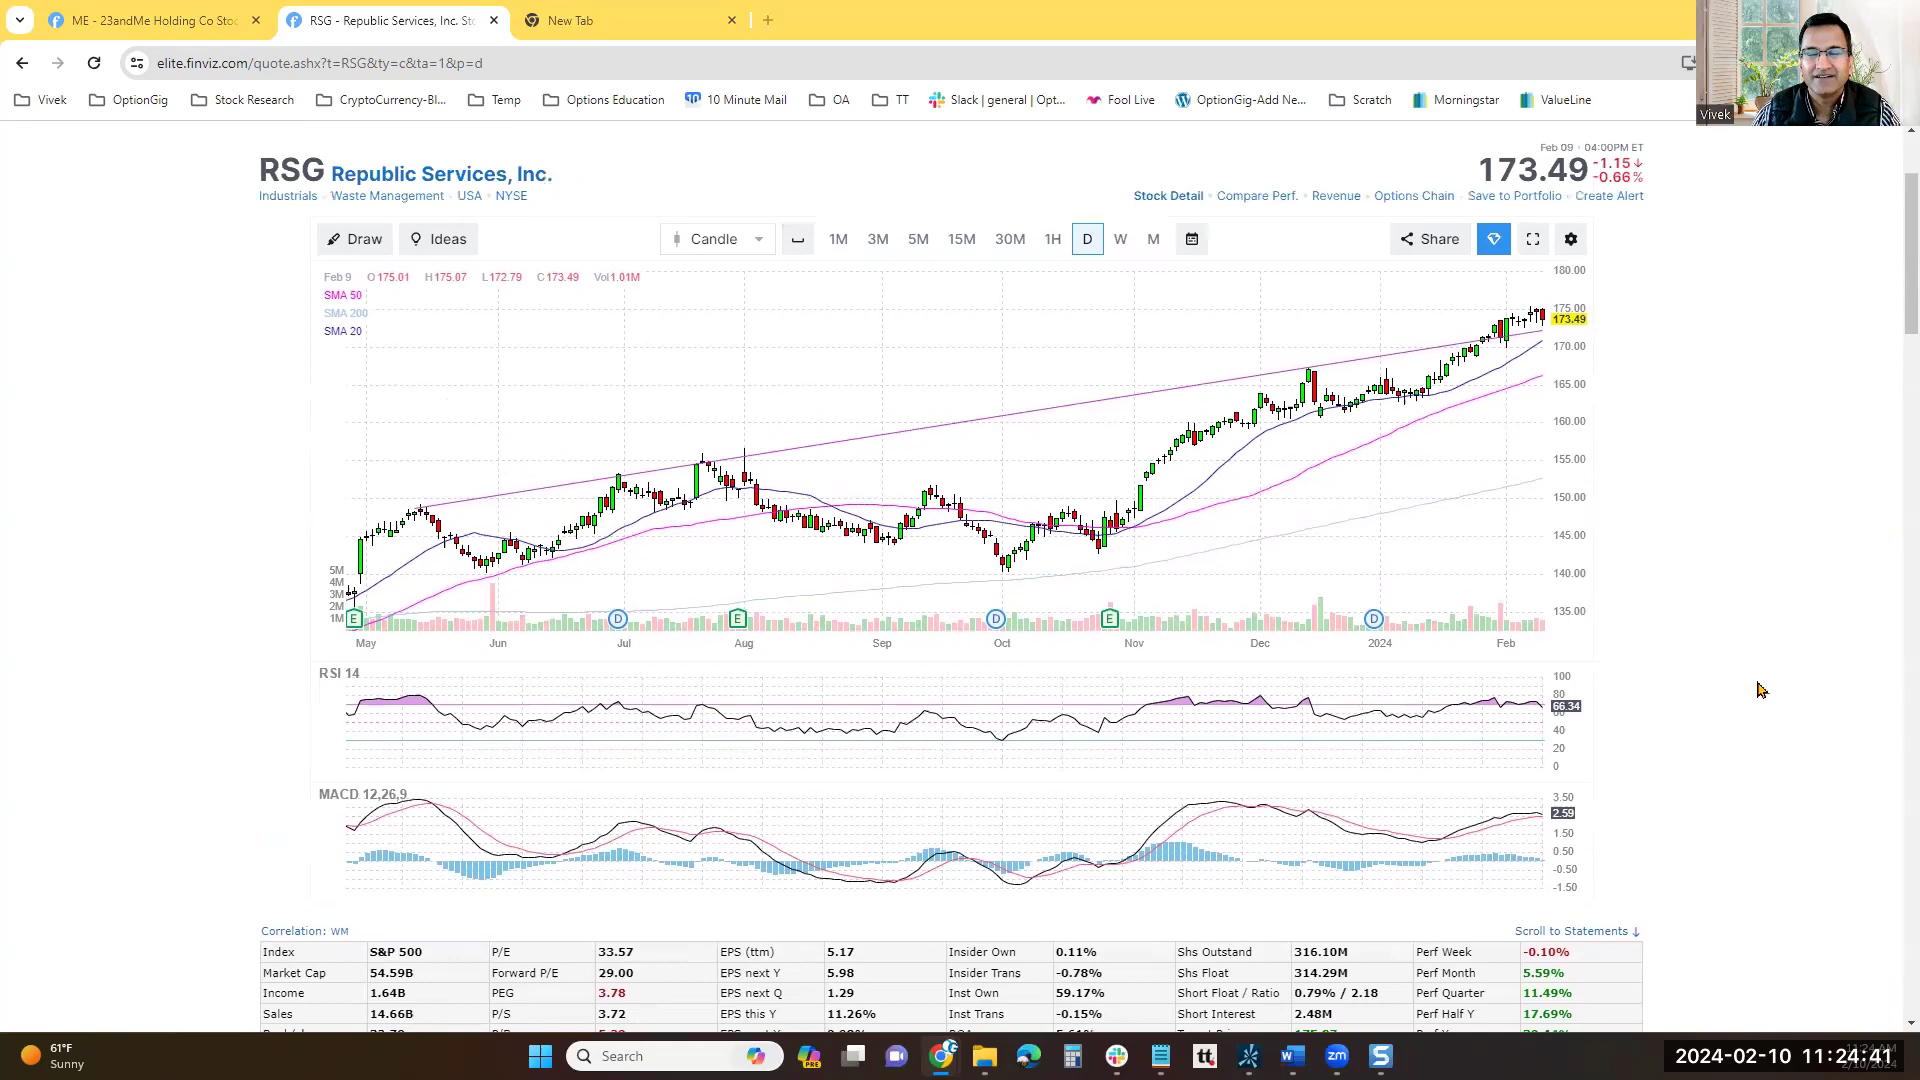 ME - 23andMe Holding Co Stoc
RSG - Republic Services, Inc. Sto
New Tab
elite.finviz.com/quote.ashx?t=RSG&ty=c&ta=1&p=d
Vivek
OptionGig
Stock Research
CryptoCurrency-Bl...
Temp
Options Education
10 Minute Mail
OA
TT
Slack | general | Opt...
Fool Live
OptionGig-Add Ne...
Scratch
Morningstar
ValueLine
Vivek
Feb 09 · 04:00PM ET
RSG Republic Services, Inc.
173.49 -1.15↓
-0.66%
Industrials · Waste Management · USA · NYSE
Stock Detail · Compare Perf. · Revenue · Options Chain · Save to Portfolio · Create Alert
Draw Ideas Candle 1M 3M 5M 15M 30M 1H D W M Share
Feb 9 O175.01 H175.07 L172.79 C173.49 Vol1.01M
SMA 50
SMA 200
SMA 20
180.00
175.00
173.49
170.00
165.00
160.00
155.00
150.00
145.00
140.00
135.00
5M
4M
3M
2M
1M
E D E D E D
May Jun Jul Aug Sep Oct Nov Dec 2024 Feb
RSI 14
100
80
66.34
60
40
20
0
MACD 12,26,9
3.50
2.59
1.50
0.50
-0.50
-1.50
Correlation: WM
Scroll to Statements ↓
Index S&P 500 P/E 33.57 EPS (ttm) 5.17 Insider Own 0.11% Shs Outstand 316.10M Perf Week -0.10%
Market Cap 54.59B Forward P/E 29.00 EPS next Y 5.98 Insider Trans -0.78% Shs Float 314.29M Perf Month 5.59%
Income 1.64B PEG 3.78 EPS next Q 1.29 Inst Own 59.17% Short Float / Ratio 0.79% / 2.18 Perf Quarter 11.49%
Sales 14.66B P/S 3.72 EPS this Y 11.26% Inst Trans -0.15% Short Interest 2.48M Perf Half Y 17.69%
61°F
Sunny
Search
PRE
tt.
zm
2024-02-10 11:24:41